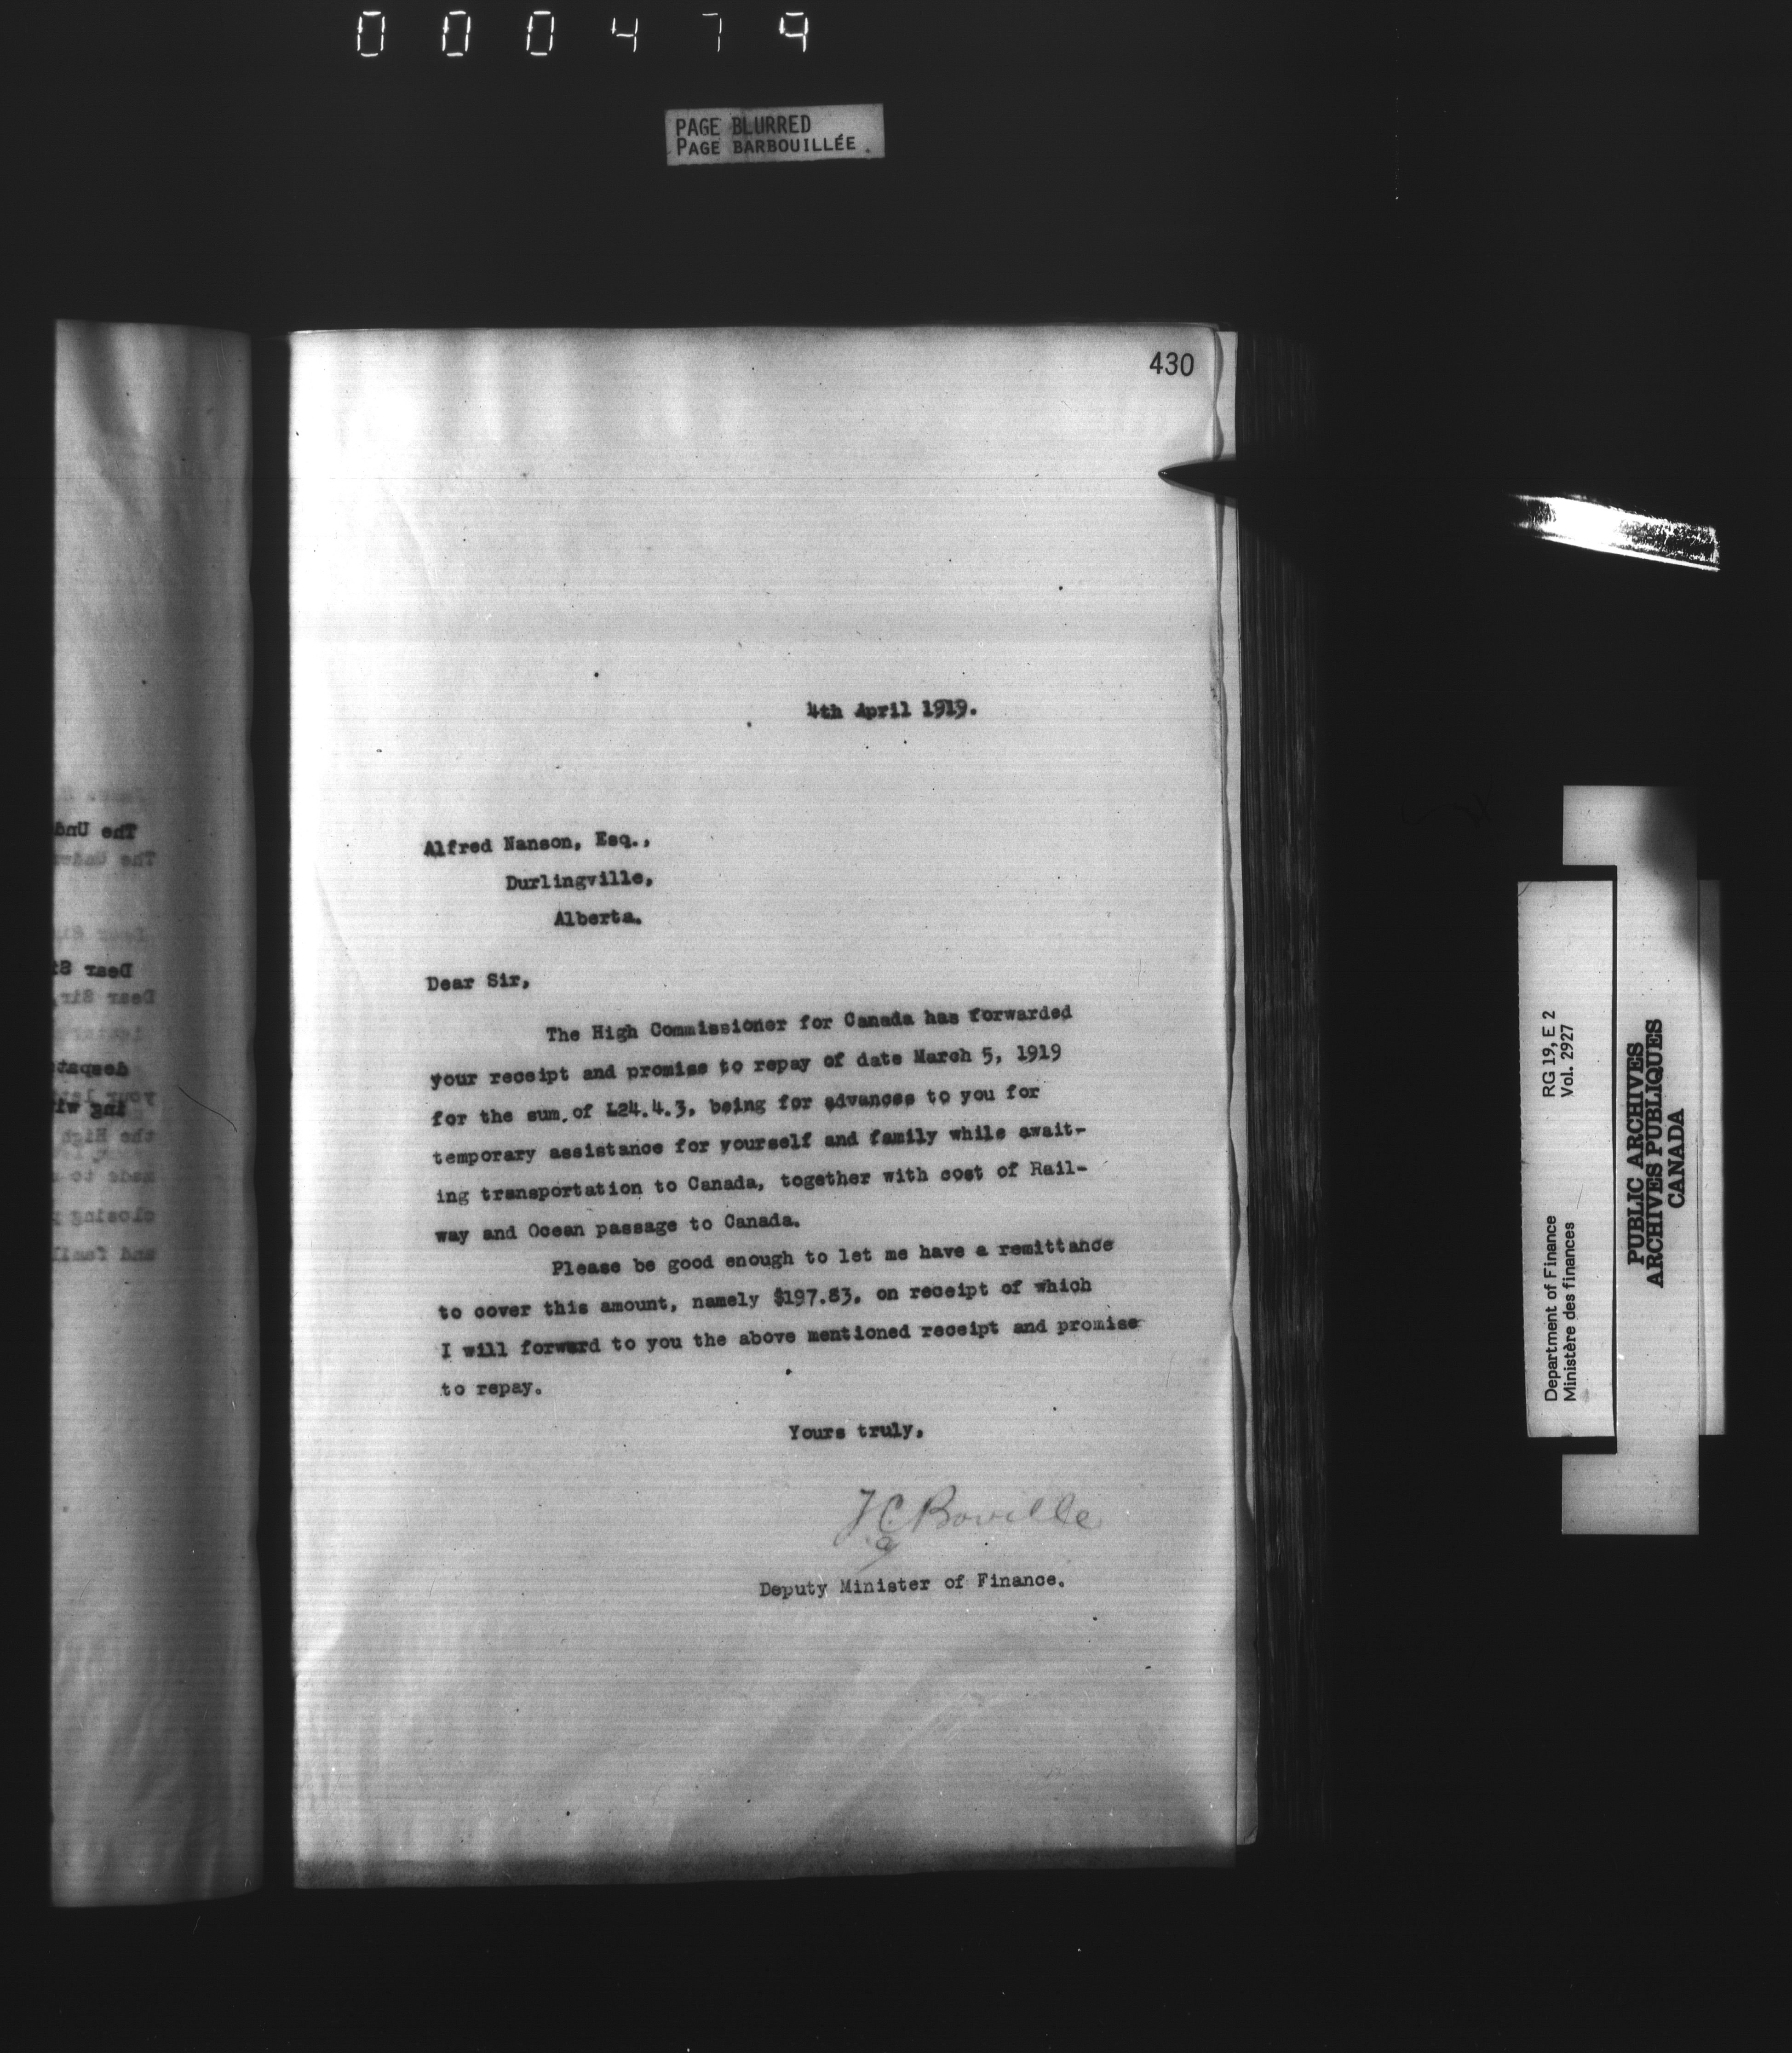 000479
PAGE BLURRED
PAGE BARBOUILLÉE
430
4th April 1919.
Alfred Nanson, Esq.,
Durlingville,
Alberta.
Dear Sir,
The High Commissioner for Canada has forwarded
your receipt and promise to repay of date March 5, 1919
for the sum of £24.4.3, being for advances to you for
temporary assistance for yourself and family while await-
ing transportation to Canada, together with cost of Rail-
way and Ocean passage to Canada.
Please be good enough to let me have a remittance
to cover this amount, namely $197.83, on receipt of which
I will forward to you the above mentioned receipt and promise
to repay.
Yours truly,
Boville
Deputy Minister of Finance.
RG 19, E 2
Vol. 2927
Department of Finance
Ministère des finances
PUBLIC ARCHIVES
ARCHIVES PUBLIQUES
CANADA